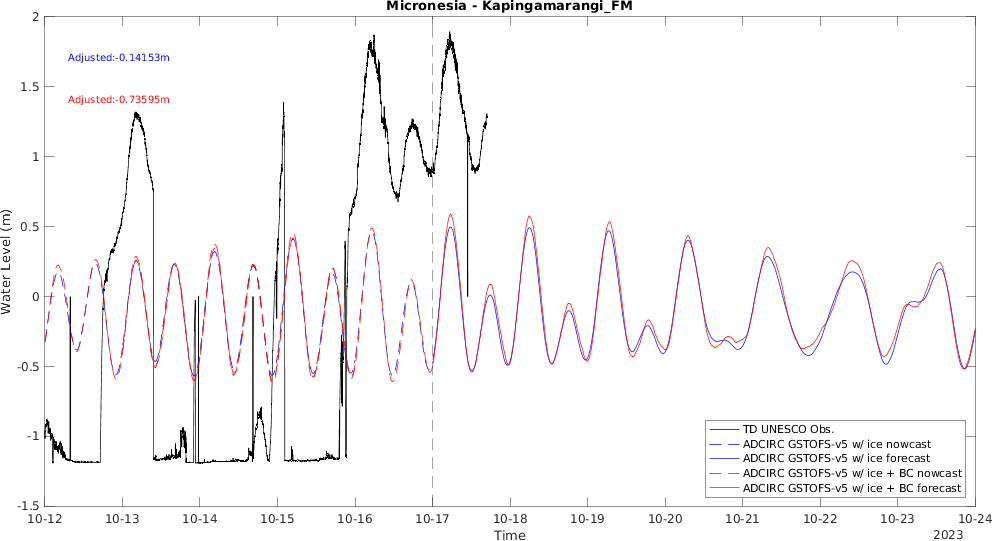 Micronesia - Kapingamarangi_FM
Adjusted:-0.14153m
Adjusted:-0.73595m
Water Level (m)
2
1.5
1
0.5
0
-0.5
-1
-1.5
TD UNESCO Obs.
ADCIRC GSTOFS-v5 w/ ice nowcast
ADCIRC GSTOFS-v5 w/ ice forecast
ADCIRC GSTOFS-v5 w/ ice + BC nowcast
ADCIRC GSTOFS-v5 w/ ice + BC forecast
10-12 10-13 10-14 10-15 10-16 10-17 10-18 10-19 10-20 10-21 10-22 10-23 10-24
Time
2023